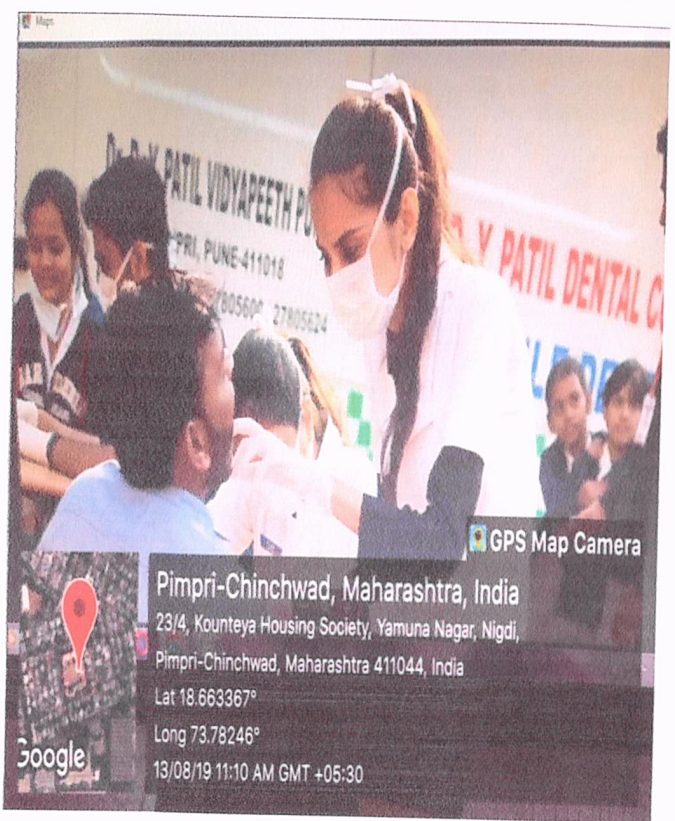 Maps
PATIL VIDYAPEETH
PRI, PUNE-411018
27805624
Y PATIL DENTAL
GPS Map Camera
Pimpri-Chinchwad, Maharashtra, India
23/4, Kounteya Housing Society, Yamuna Nagar, Nigdi,
Pimpri-Chinchwad, Maharashtra 411044, India
Lat 18.663367°
Long 73.78246°
13/08/19 11:10 AM GMT +05:30
Google